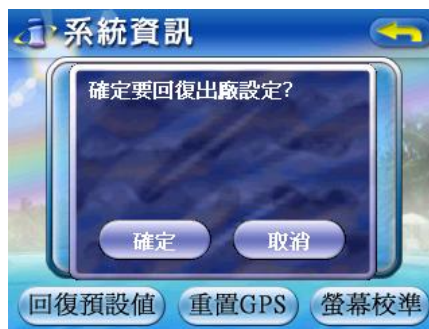 系統資訊
確定要回復出廠設定?
確定
取消
回復預設值
重置GPS
螢幕校準